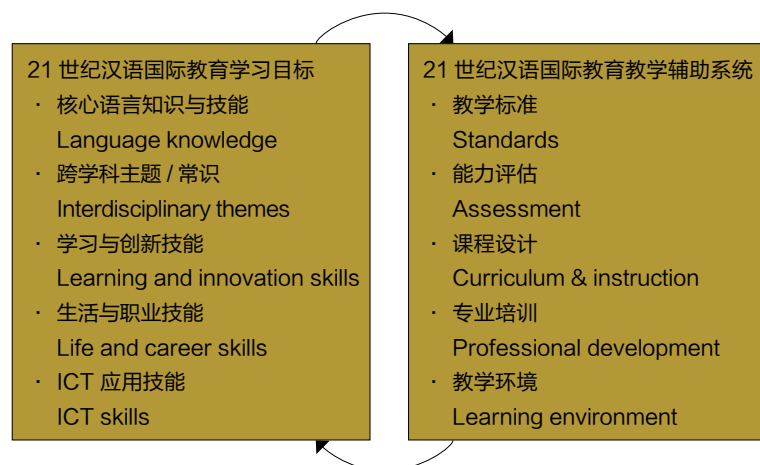 21 世纪汉语国际教育学习目标
· 核心语言知识与技能
Language knowledge
· 跨学科主题 / 常识
Interdisciplinary themes
· 学习与创新技能
Learning and innovation skills
· 生活与职业技能
Life and career skills
· ICT 应用技能
ICT skills
21 世纪汉语国际教育教学辅助系统
· 教学标准
Standards
· 能力评估
Assessment
· 课程设计
Curriculum & instruction
· 专业培训
Professional development
· 教学环境
Learning environment